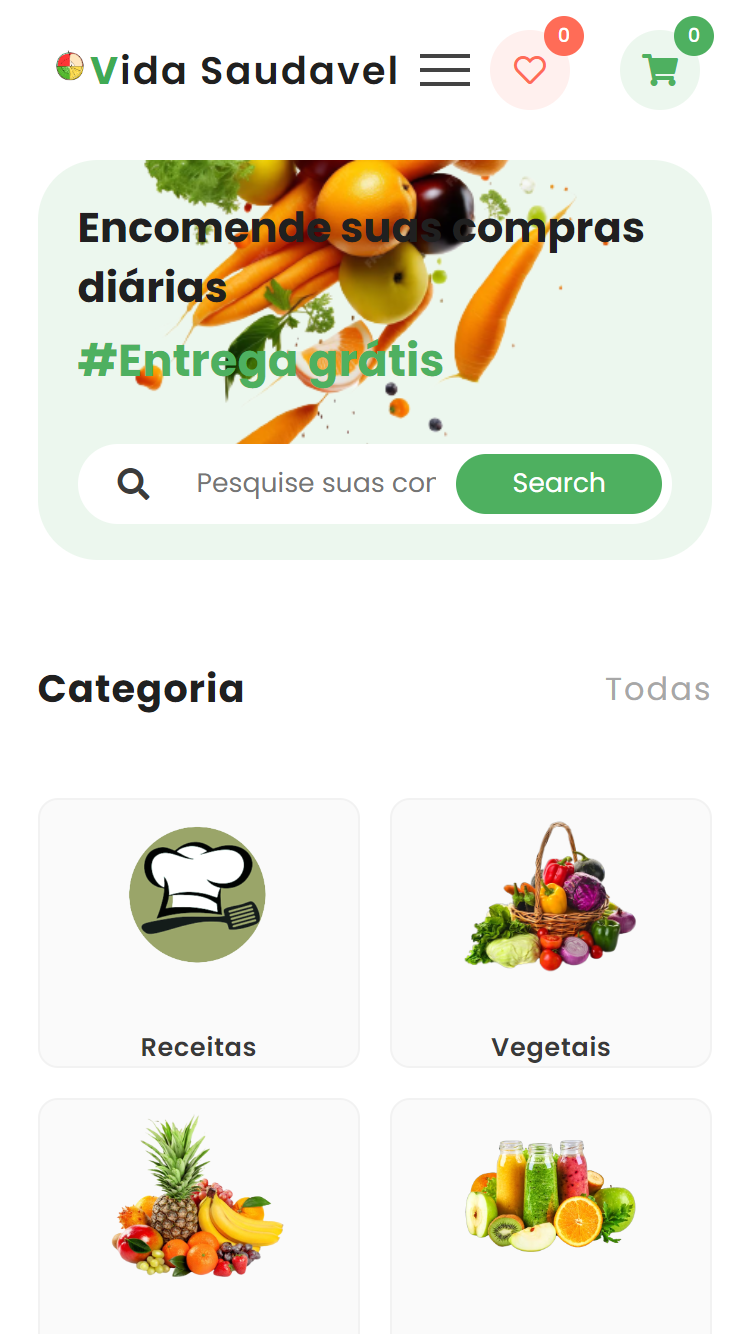 Vida Saudavel
0
0
Encomende suas compras
diárias
#Entrega grátis
Pesquise suas cor
Search
Categoria
Todas
Receitas
Vegetais